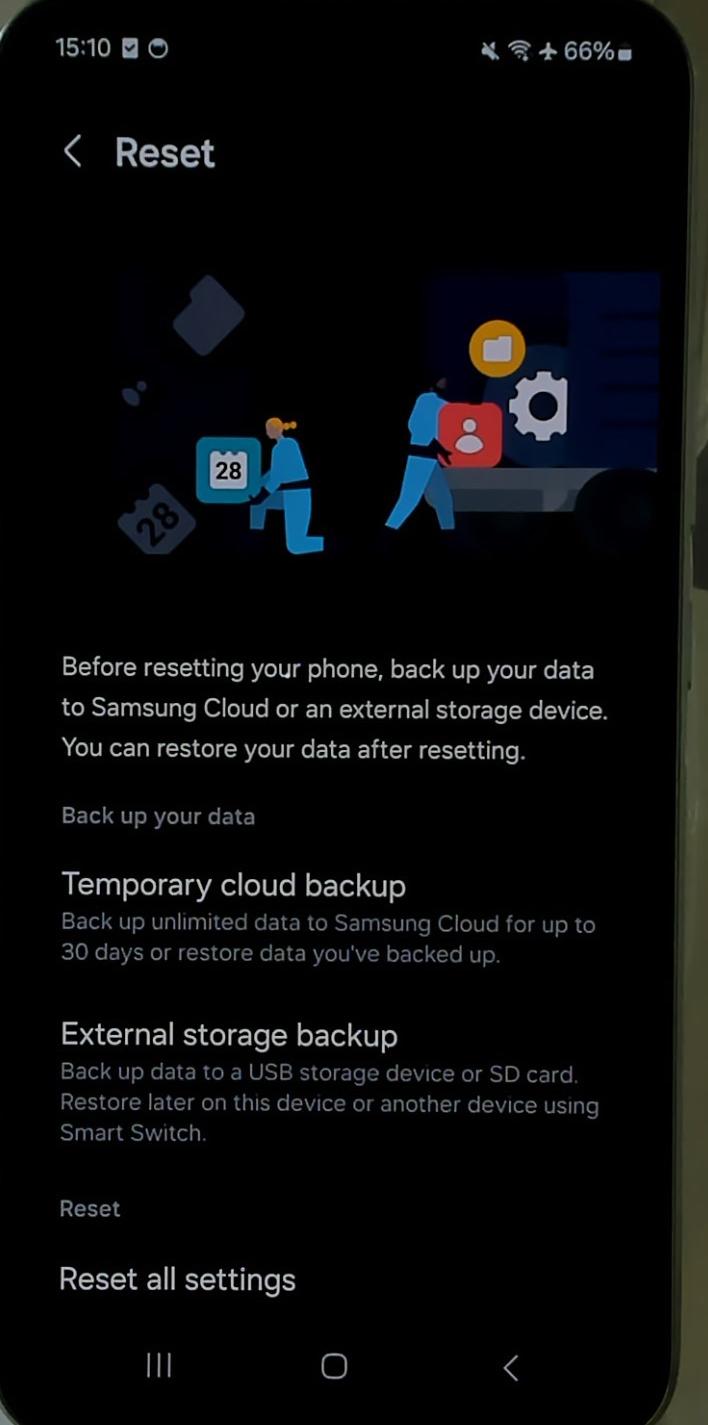 15:10
66%
Reset
28
28
Before resetting your phone, back up your data
to Samsung Cloud or an external storage device.
You can restore your data after resetting.
Back up your data
Temporary cloud backup
Back up unlimited data to Samsung Cloud for up to
30 days or restore data you've backed up.
External storage backup
Back up data to a USB storage device or SD card.
Restore later on this device or another device using
Smart Switch.
Reset
Reset all settings